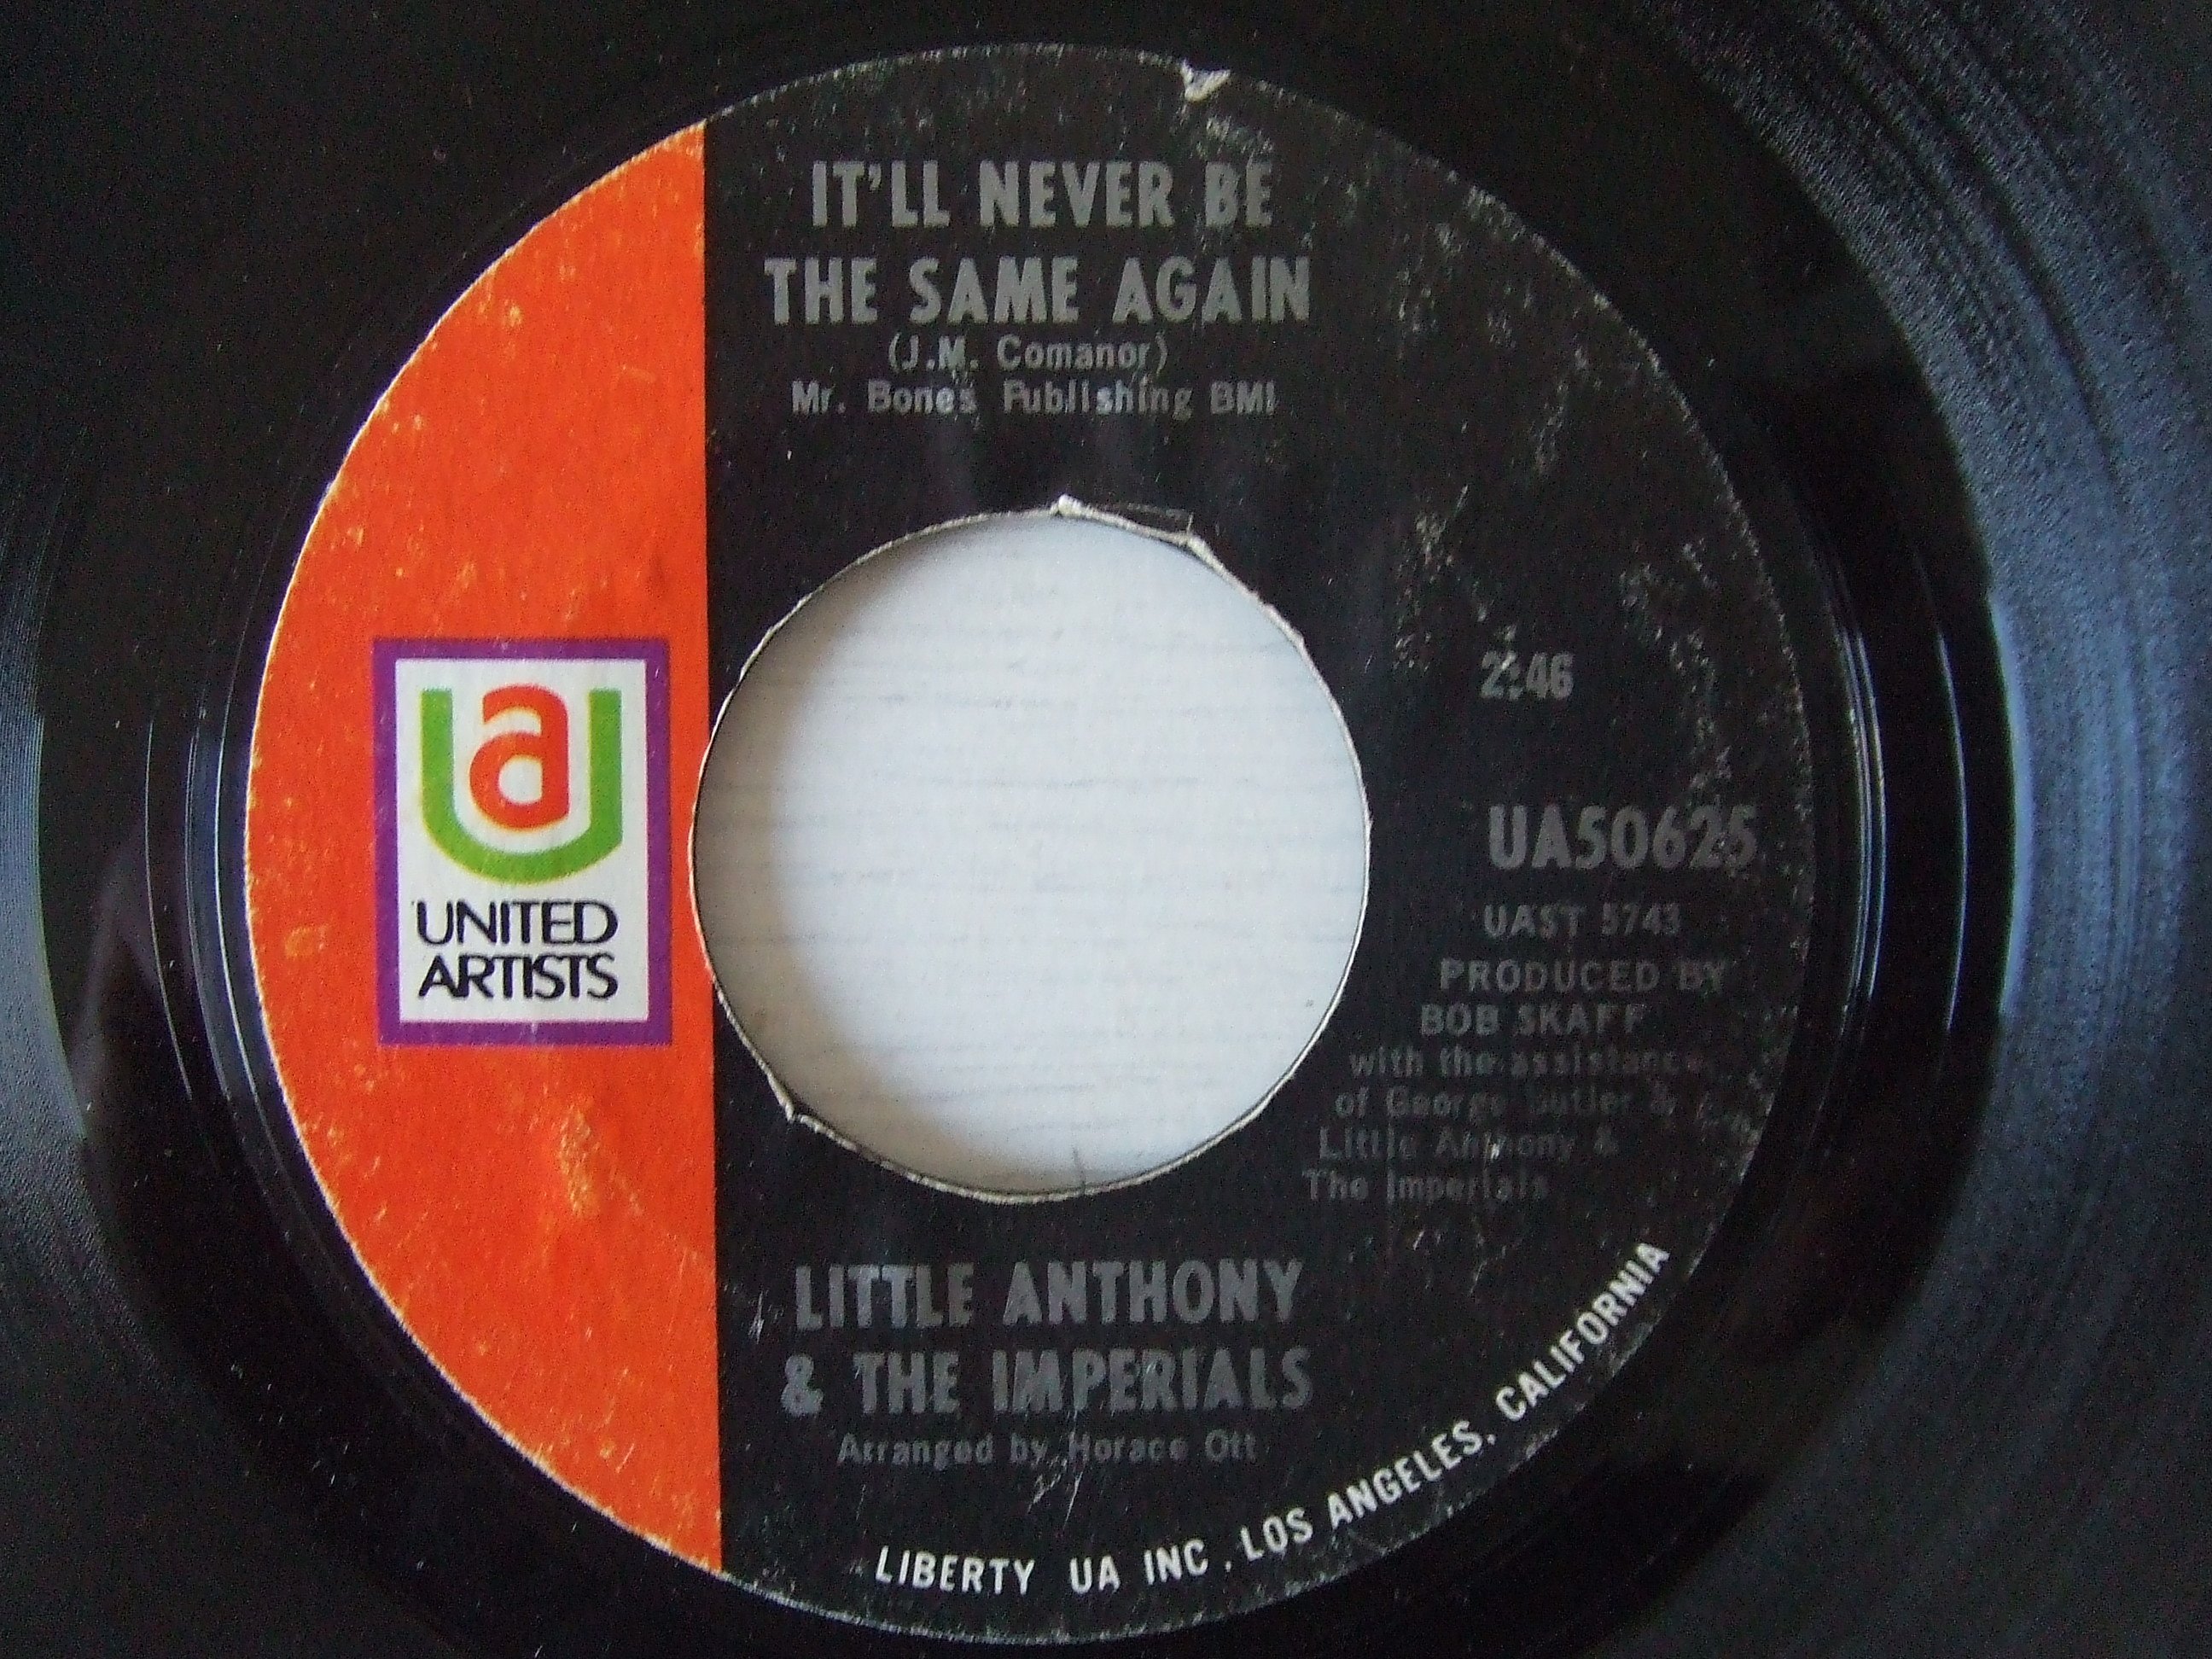 IT'LL NEVER BE
THE SAME AGAIN
(J.M. Comanor)
Mr. Bones Publishing BMI
2:46
ua
UNITED
ARTISTS
UA50625
UAST 5743
PRODUCED BY
BOB SKAFF
with the assistance
of George Butler &
Little Anthony &
The Imperials
LITTLE ANTHONY
& THE IMPERIALS
Arranged by Horace Ott
LIBERTY UA INC. LOS ANGELES, CALIFORNIA